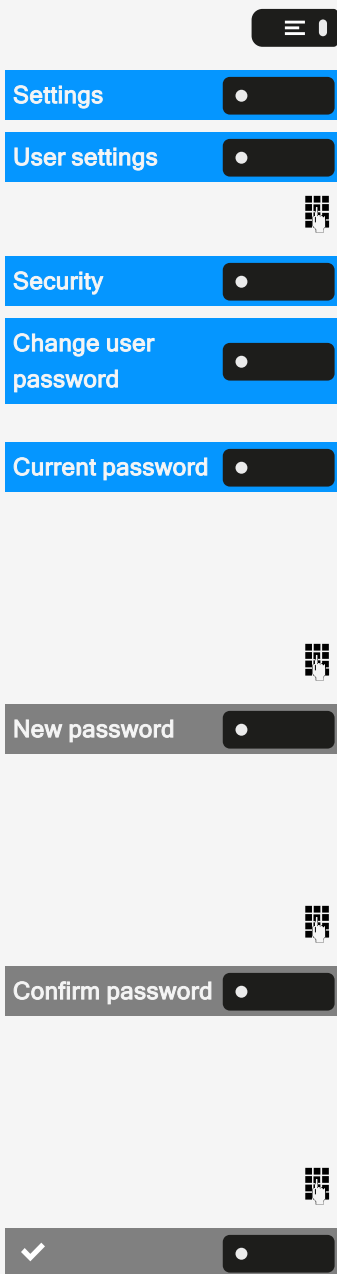 Settings
User settings
Security
Change user
password
Current password
New password
Confirm password